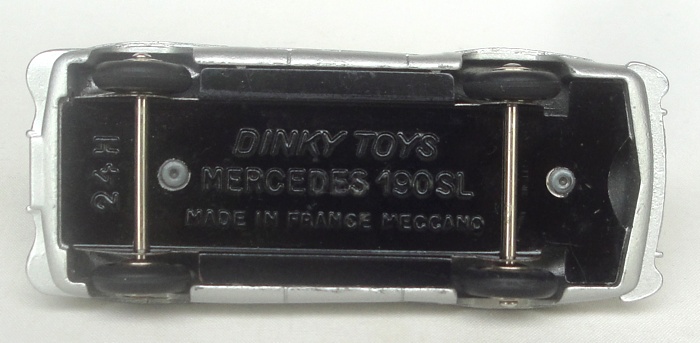 DINKY TOYS
MERCEDES 190SL
MADE IN FRANCE MECCANO
24H